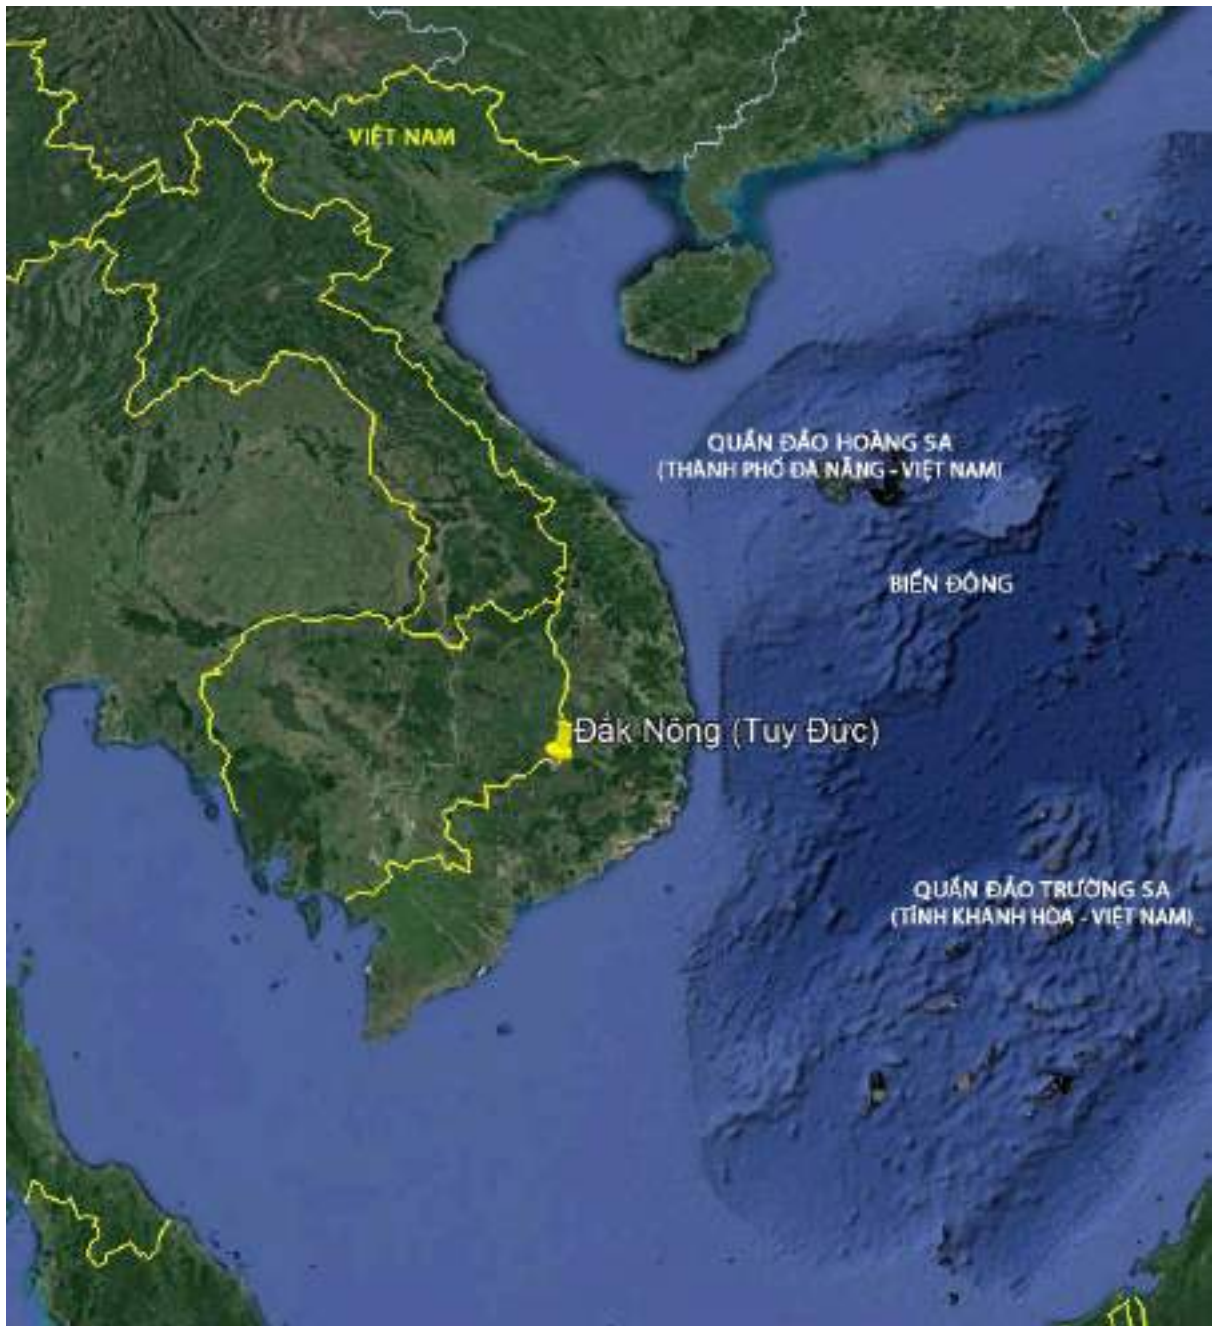 VIỆT NAM
QUẦN ĐẢO HOÀNG SA
(THÀNH PHỐ ĐÀ NẴNG - VIỆT NAM)
BIỂN ĐÔNG
Đắk Nông (Tuy Đức)
QUẦN ĐẢO TRƯỜNG SA
(TỈNH KHÁNH HÒA - VIỆT NAM)